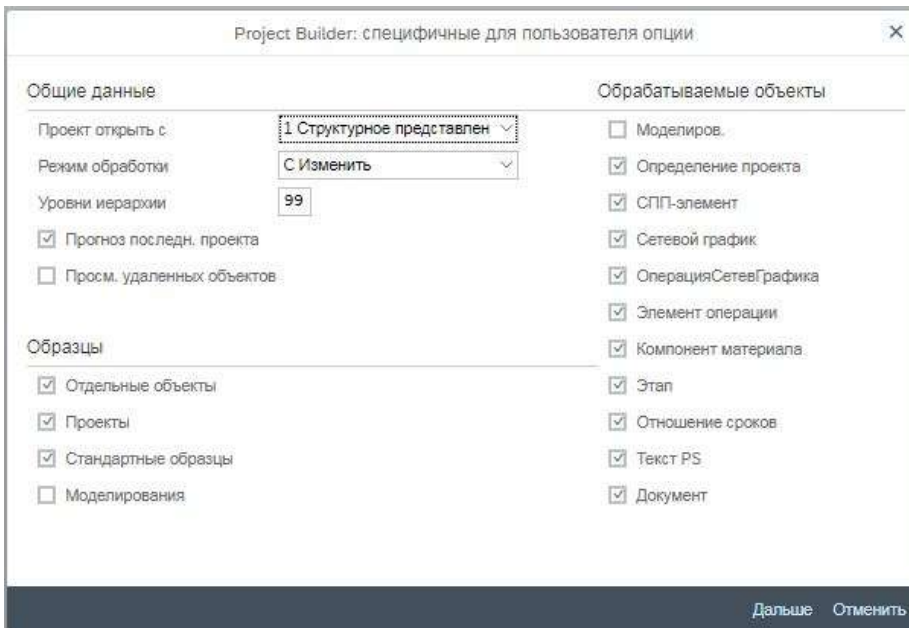 Project Builder: специфичные для пользователя опции
Общие данные
Проект открыть с
1 Структурное представлен
Режим обработки
C Изменить
Уровни иерархии
99
Прогноз последн. проекта
Просм. удаленных объектов
Образцы
Отдельные объекты
Проекты
Стандартные образцы
Моделирования
Обрабатываемые объекты
Моделиров.
Определение проекта
СПП-элемент
Сетевой график
ОперацияСетевГрафика
Элемент операции
Компонент материала
Этап
Отношение сроков
Текст PS
Документ
Дальше Отменить